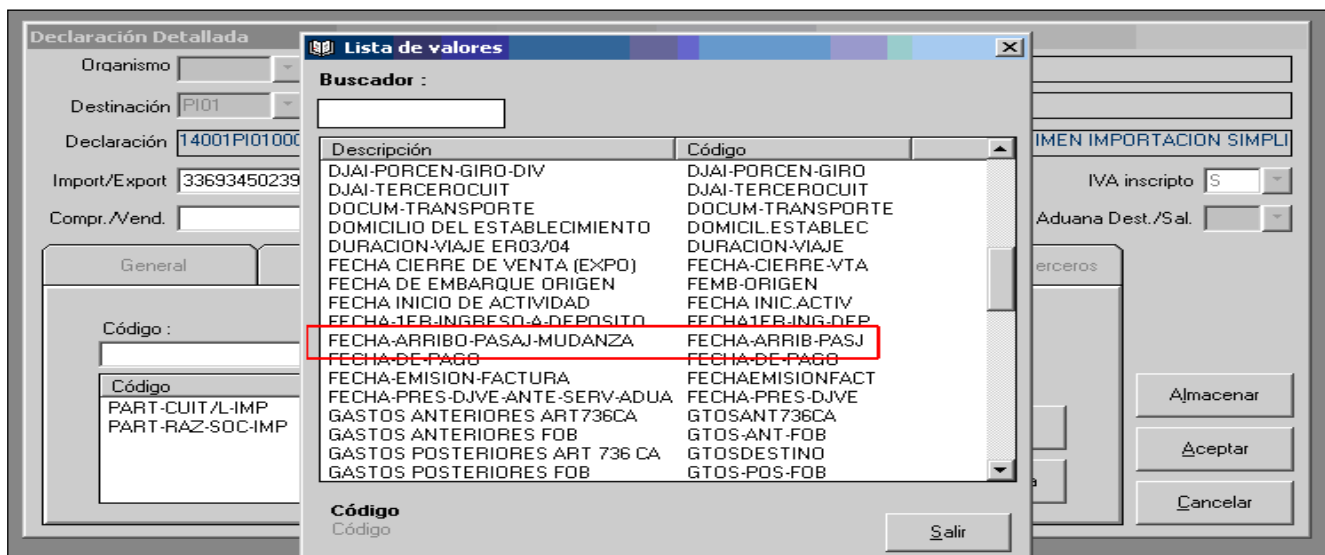 Declaración Detallada
Lista de valores
Organismo
Buscador :
Destinación PI01
Declaración 14001PI01000
IMEN IMPORTACION SIMPLI
Descripción Código
Import/Export 33693450239
IVA inscripto S
Compr./Vend.
Aduana Dest./Sal.
DJAI-PORCEN-GIRO-DIV DJAI-PORCEN-GIRO
DJAI-TERCEROCUIT DJAI-TERCEROCUIT
DOCUM-TRANSPORTE DOCUM-TRANSPORTE
DOMICILIO DEL ESTABLECIMIENTO DOMICIL.ESTABLEC
DURACION-VIAJE ER03/04 DURACION-VIAJE
FECHA CIERRE DE VENTA (EXPO) FECHA-CIERRE-VTA
FECHA DE EMBARQUE ORIGEN FEMB-ORIGEN
FECHA INICIO DE ACTIVIDAD FECHA INIC.ACTIV
FECHA-1ER-INGRESO-A-DEPOSITO FECHA1ER-ING-DEP
FECHA-ARRIBO-PASAJ-MUDANZA FECHA-ARRIB-PASJ
FECHA-DE-PAGO FECHA-DE-PAGO
FECHA-EMISION-FACTURA FECHAEMISIONFACT
FECHA-PRES-DJVE-ANTE-SERV-ADUA FECHA-PRES-DJVE
GASTOS ANTERIORES ART736CA GTOSANT736CA
GASTOS ANTERIORES FOB GTOS-ANT-FOB
GASTOS POSTERIORES ART 736 CA GTOSDESTINO
GASTOS POSTERIORES FOB GTOS-POS-FOB
General
erceros
Código :
Código
PART-CUIT/L-IMP
PART-RAZ-SOC-IMP
Almacenar
Aceptar
a
Cancelar
Código
Código
Salir